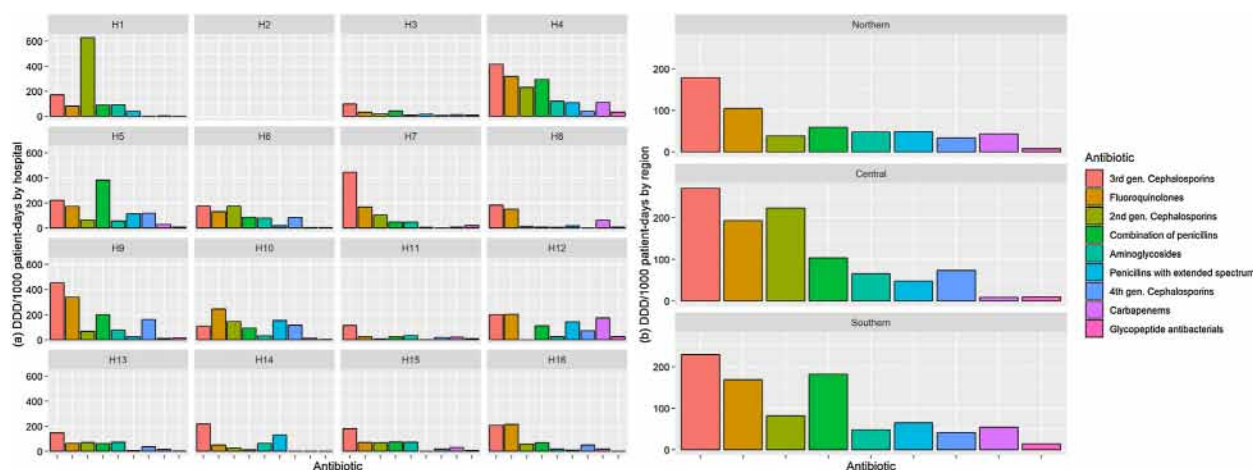 H1
H2
H3
H4
600
400
200
0
H5
H6
H7
H8
600
400
200
0
H9
H10
H11
H12
600
400
200
0
H13
H14
H15
H16
600
400
200
0
Antibiotic
(a) DDD/1000 patient-days by hospital
Northern
200
100
0
Central
200
100
0
Southern
200
100
0
Antibiotic
(b) DDD/1000 patient-days by region
Antibiotic
3rd gen. Cephalosporins
Fluoroquinolones
2nd gen. Cephalosporins
Combination of penicillins
Aminoglycosides
Penicillins with extended spectrum
4th gen. Cephalosporins
Carbapenems
Glycopeptide antibacterials